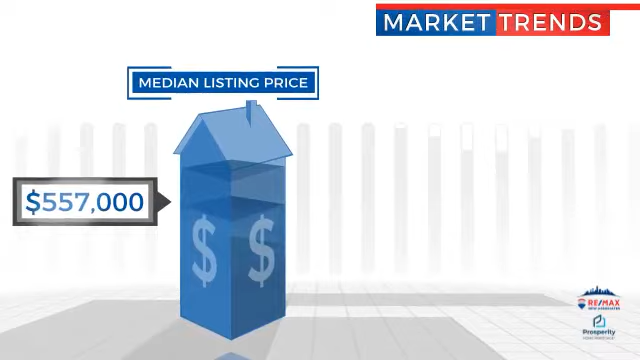 MARKET TRENDS
MEDIAN LISTING PRICE
$557,000
$ $
RE/MAX
Prosperity